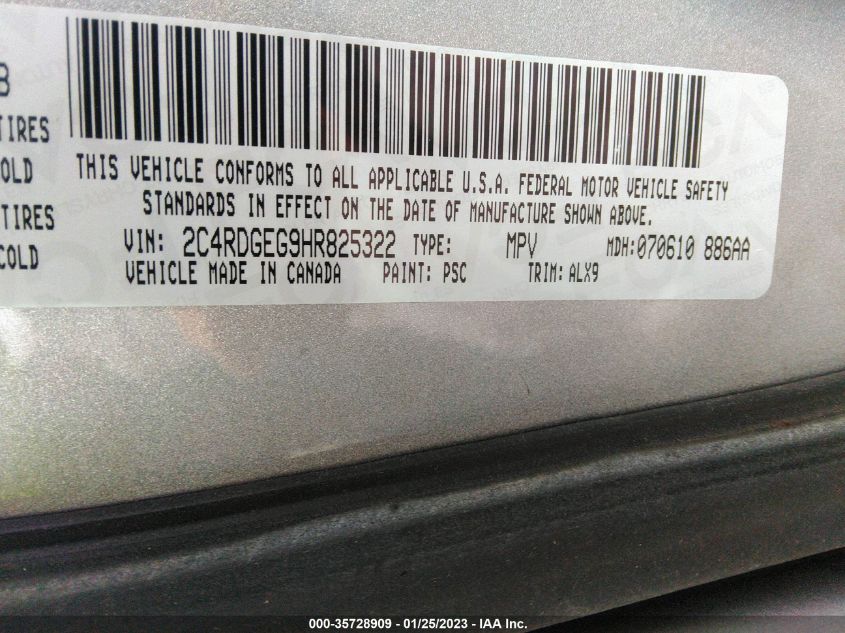 3
TIRES
OLD
TIRES
COLD
THIS VEHICLE CONFORMS TO ALL APPLICABLE U.S.A. FEDERAL MOTOR VEHICLE SAFETY
STANDARDS IN EFFECT ON THE DATE OF MANUFACTURE SHOWN ABOVE.
VIN: 2C4RDGEG9HR825322 TYPE: MPV MDH:070610 886AA
VEHICLE MADE IN CANADA PAINT: PSC TRIM: ALX9
000-35728909 - 01/25/2023 - IAA Inc.